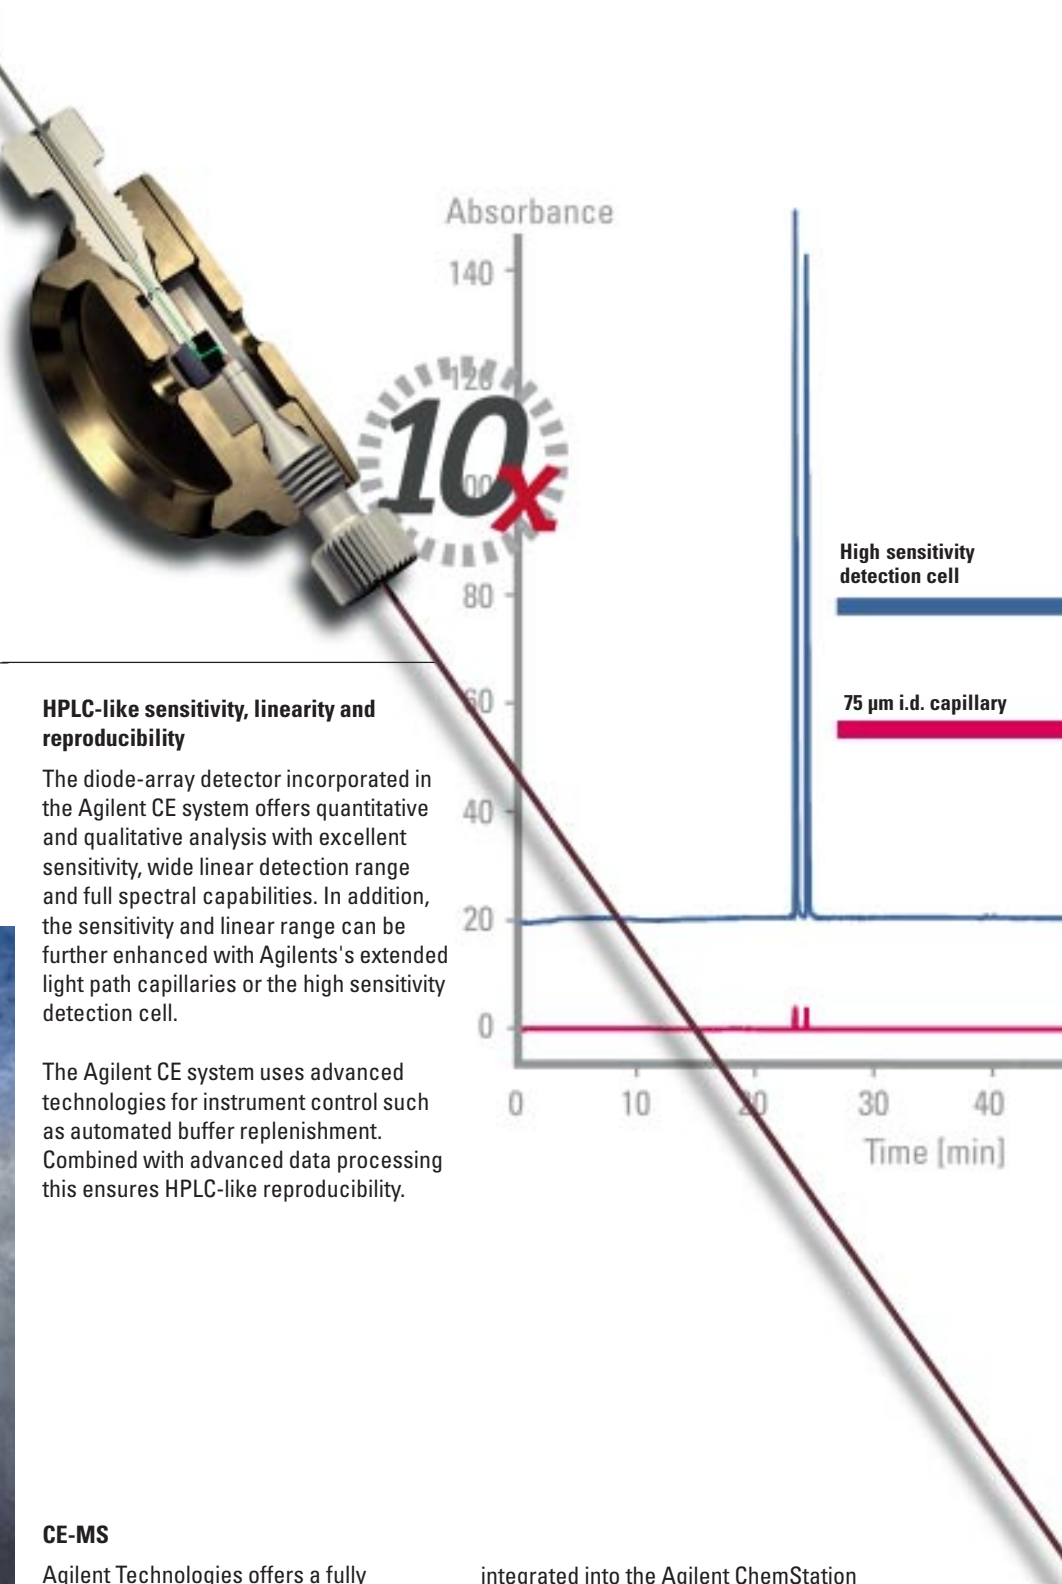 Absorbance
140
120
10x
80
60
40
20
0
0 10 20 30 40
Time [min]
High sensitivity
detection cell
75 µm i.d. capillary
HPLC-like sensitivity, linearity and
reproducibility
The diode-array detector incorporated in
the Agilent CE system offers quantitative
and qualitative analysis with excellent
sensitivity, wide linear detection range
and full spectral capabilities. In addition,
the sensitivity and linear range can be
further enhanced with Agilents's extended
light path capillaries or the high sensitivity
detection cell.
The Agilent CE system uses advanced
technologies for instrument control such
as automated buffer replenishment.
Combined with advanced data processing
this ensures HPLC-like reproducibility.
CE-MS
Agilent Technologies offers a fully
integrated into the Agilent ChemStation